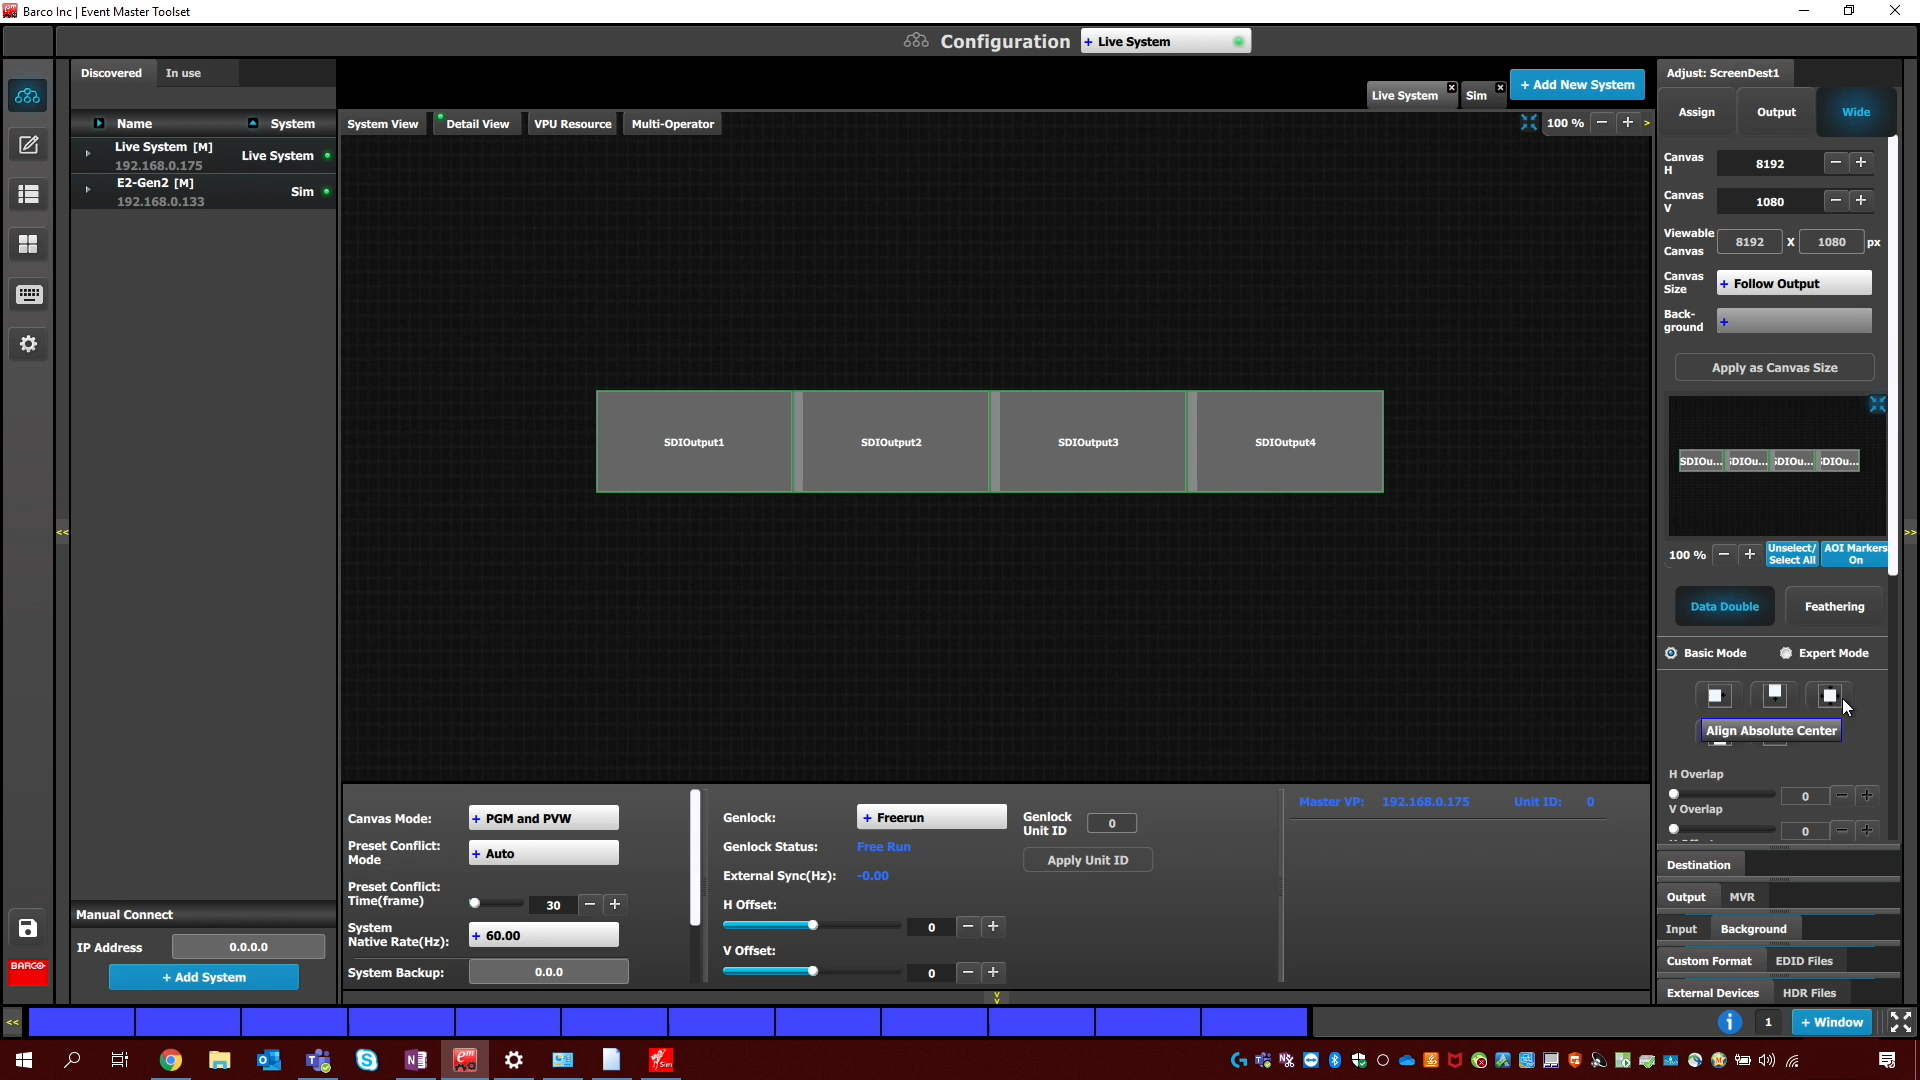 Barco Inc | Event Master Toolset
Configuration
+ Live System
Discovered
In use
Name
System
Live System [M]
192.168.0.175
Live System
E2-Gen2 [M]
192.168.0.133
Sim
Live System
Sim
+ Add New System
System View
Detail View
VPU Resource
Multi-Operator
100 %
SDIOutput1
SDIOutput2
SDIOutput3
SDIOutput4
Adjust: ScreenDest1
Assign
Output
Wide
Canvas
H
8192
Canvas
V
1080
Viewable
Canvas
8192
X
1080
px
Canvas
Size
+ Follow Output
Back-
ground
+
Apply as Canvas Size
SDIOu...
SDIOu...
SDIOu...
SDIOu...
100 %
Unselect/
Select All
AOI Markers
On
Data Double
Feathering
Basic Mode
Expert Mode
Align Absolute Center
H Overlap
0
V Overlap
0
Destination
Output
MVR
Input
Background
Custom Format
EDID Files
External Devices
HDR Files
Manual Connect
IP Address
0.0.0.0
+ Add System
BARCO
Canvas Mode:
+ PGM and PVW
Preset Conflict:
Mode
+ Auto
Preset Conflict:
Time(frame)
30
System
Native Rate(Hz):
+ 60.00
System Backup:
0.0.0
Genlock:
+ Freerun
Genlock Status:
Free Run
External Sync(Hz):
-0.00
H Offset:
0
V Offset:
0
Genlock
Unit ID
0
Apply Unit ID
Master VP:
192.168.0.175
Unit ID:
0
1
+ Window